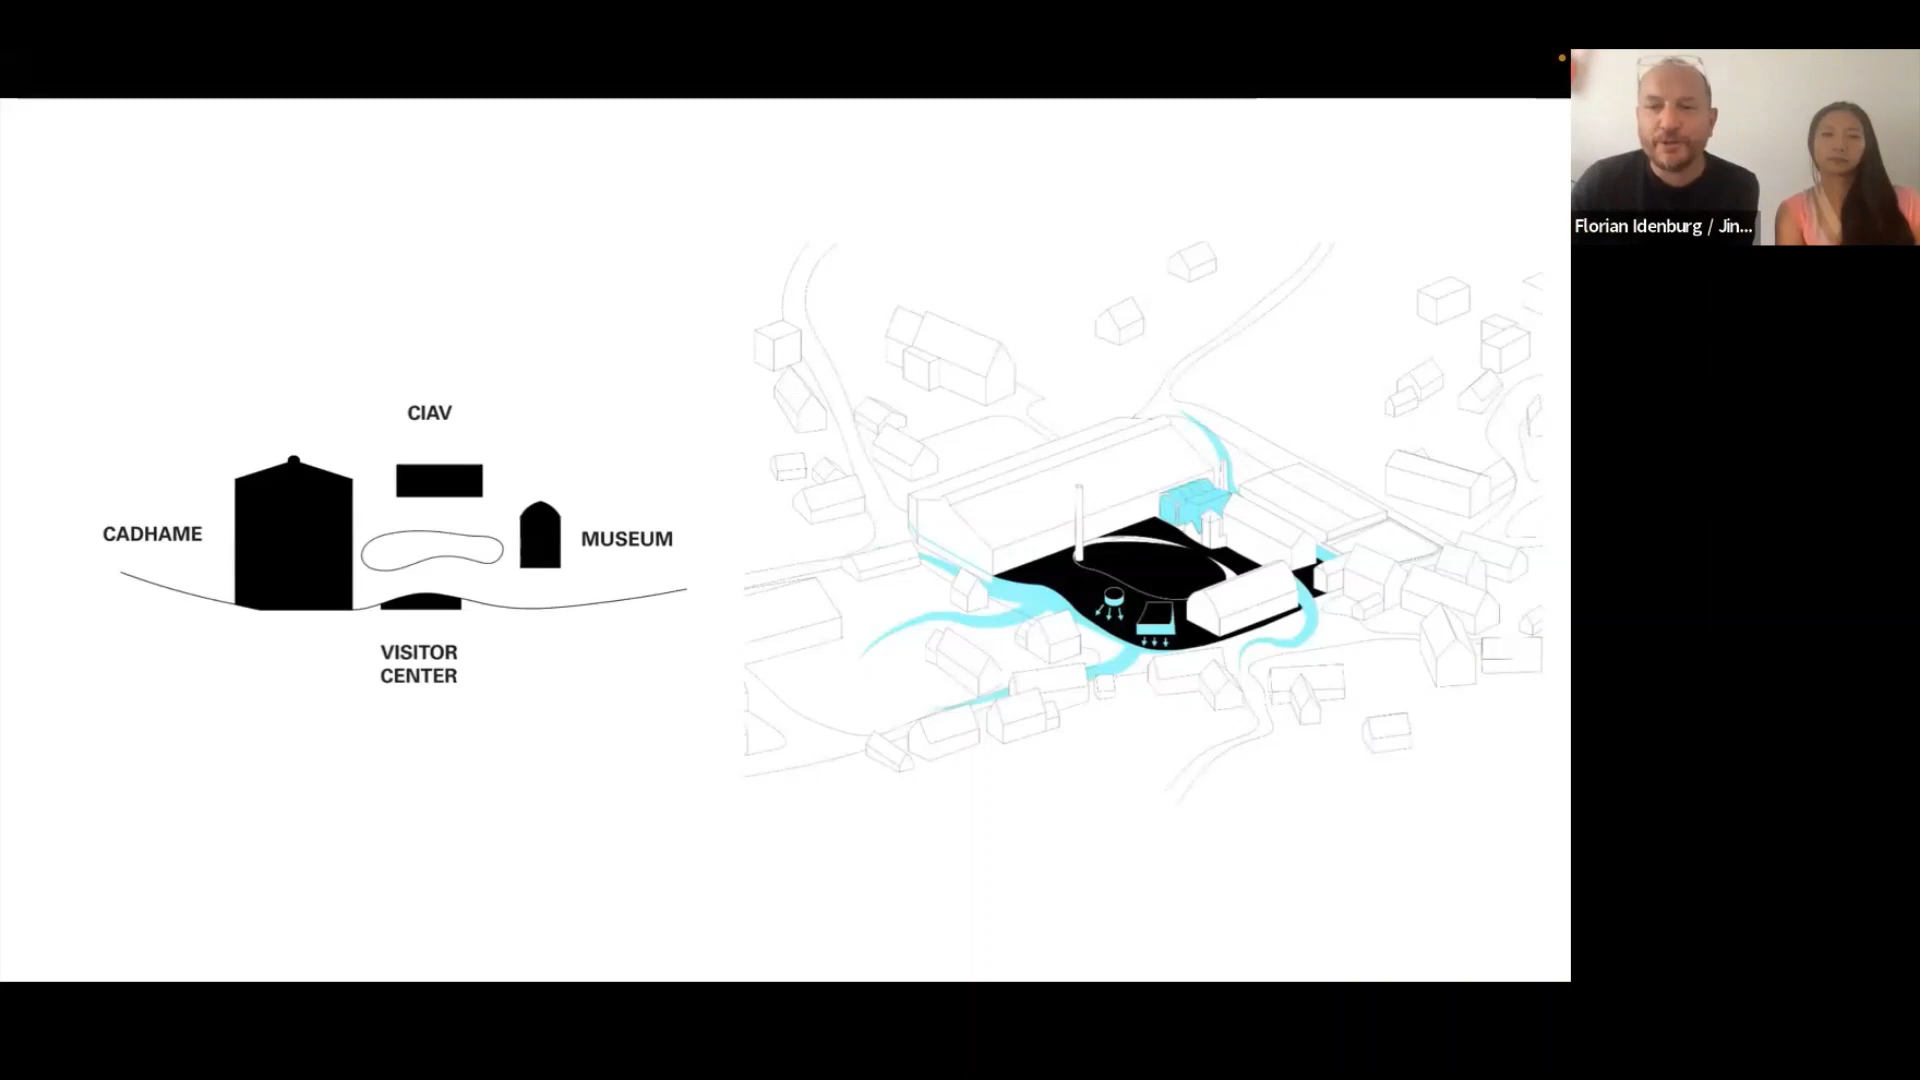 CIAV
CADHAME
MUSEUM
VISITOR
CENTER
Florian Idenburg / Jin...